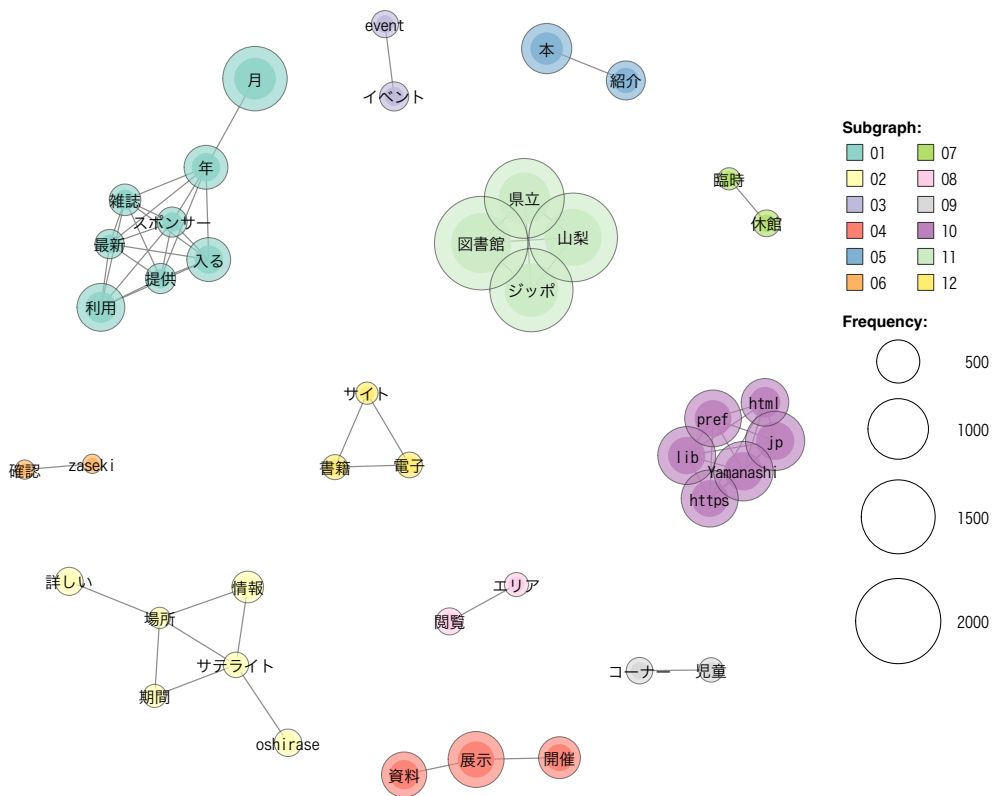 event
イベント
本
紹介
月
年
雑誌
スポンサー
最新
入る
提供
利用
県立
図書館
山梨
ジッポ
臨時
休館
サイト
書籍
電子
確認
zaseki
html
pref
jp
lib
Yamanashi
https
詳しい
情報
場所
サテライト
期間
oshirase
エリア
閲覧
コーナー
児童
資料
展示
開催
Subgraph:
01
02
03
04
05
06
07
08
09
10
11
12
Frequency:
500
1000
1500
2000